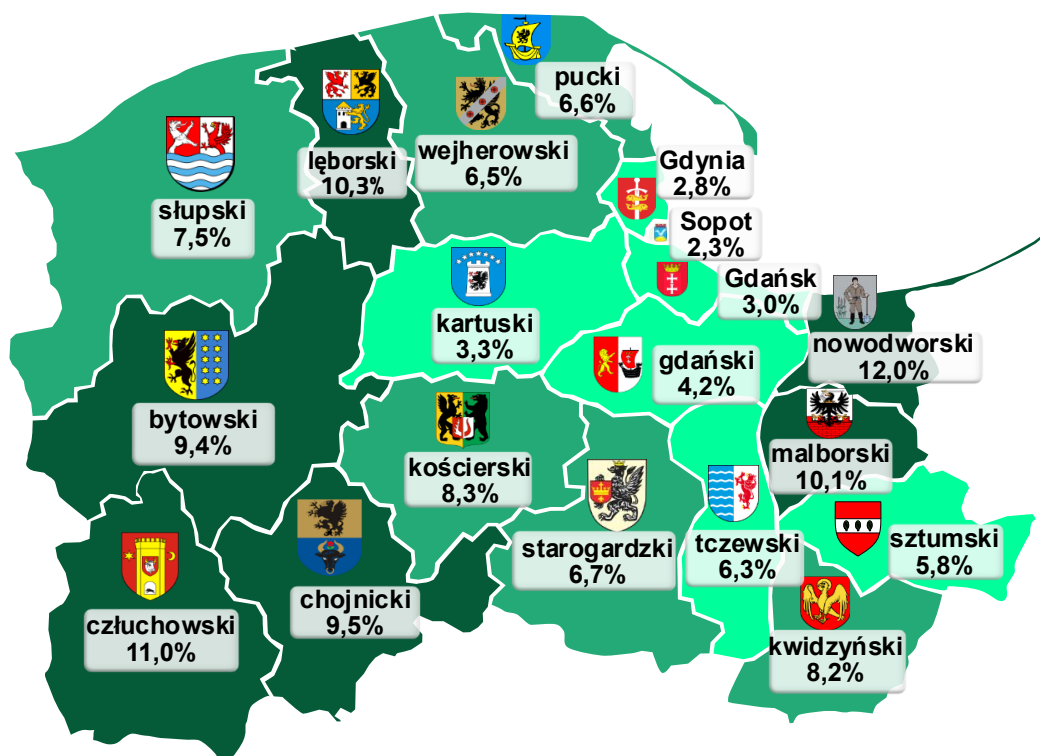 pucki
6,6%
lęborski
10,3%
wejherowski
6,5%
Gdynia
2,8%
słupski
7,5%
Sopot
2,3%
Gdańsk
3,0%
kartuski
3,3%
gdański
4,2%
nowodworski
12,0%
bytowski
9,4%
kościerski
8,3%
malborski
10,1%
starogardzki
6,7%
tczewski
6,3%
sztumski
5,8%
chojnicki
9,5%
człuchowski
11,0%
kwidzyński
8,2%